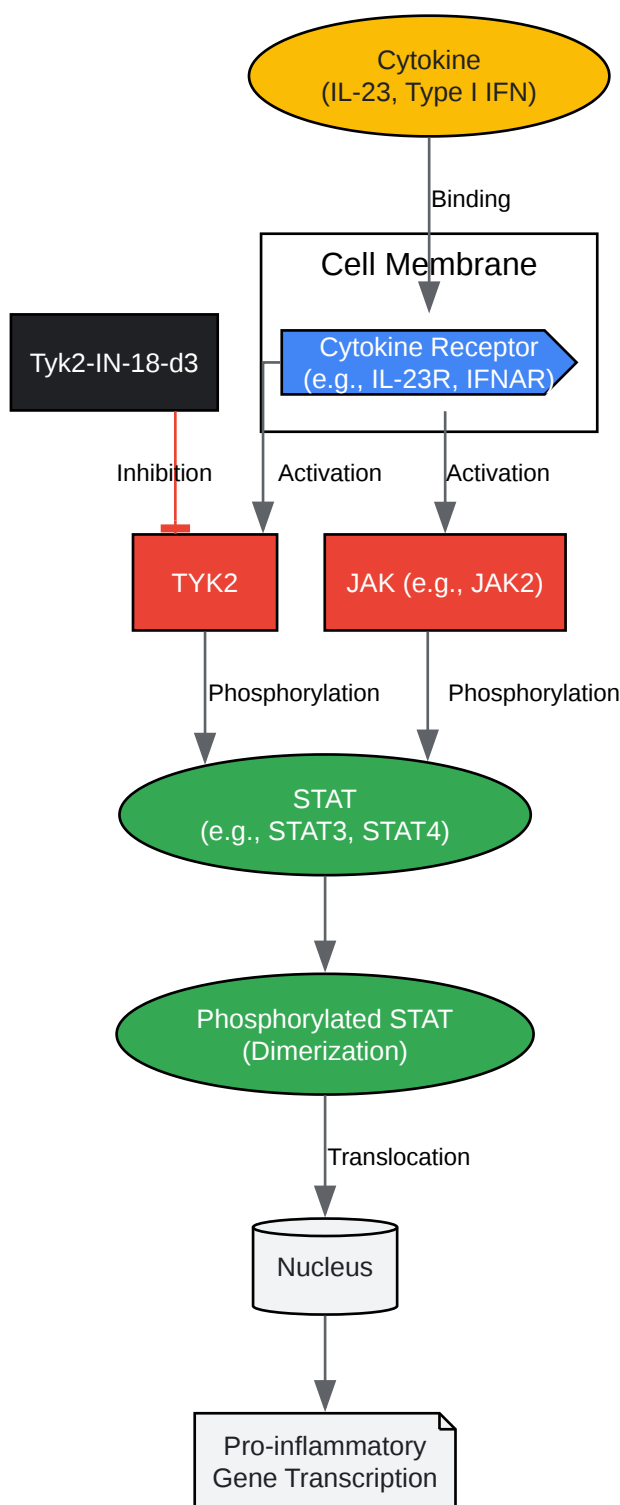 Cytokine
(IL-23, Type I IFN)
Binding
Cell Membrane
Tyk2-IN-18-d3
Cytokine Receptor
(e.g., IL-23R, IFNAR)
Inhibition
Activation
Activation
TYK2
JAK (e.g., JAK2)
Phosphorylation
Phosphorylation
STAT
(e.g., STAT3, STAT4)
Phosphorylated STAT
(Dimerization)
Translocation
Nucleus
Pro-inflammatory
Gene Transcription